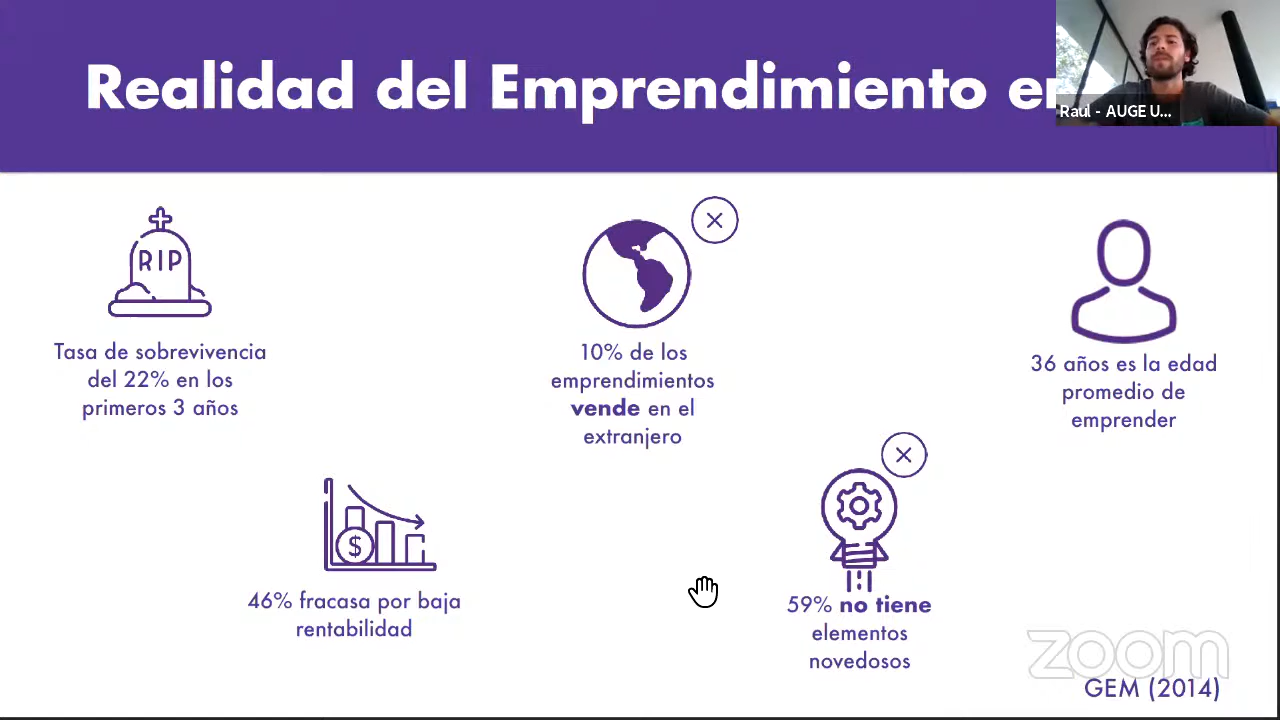 Realidad del Emprendimiento en
Raul - AUGE U...
RIP
Tasa de sobrevivencia
del 22% en los
primeros 3 años
10% de los
emprendimientos
vende en el
extranjero
36 años es la edad
promedio de
emprender
$
46% fracasa por baja
rentabilidad
59% no tiene
elementos
novedosos
zoom
GEM (2014)